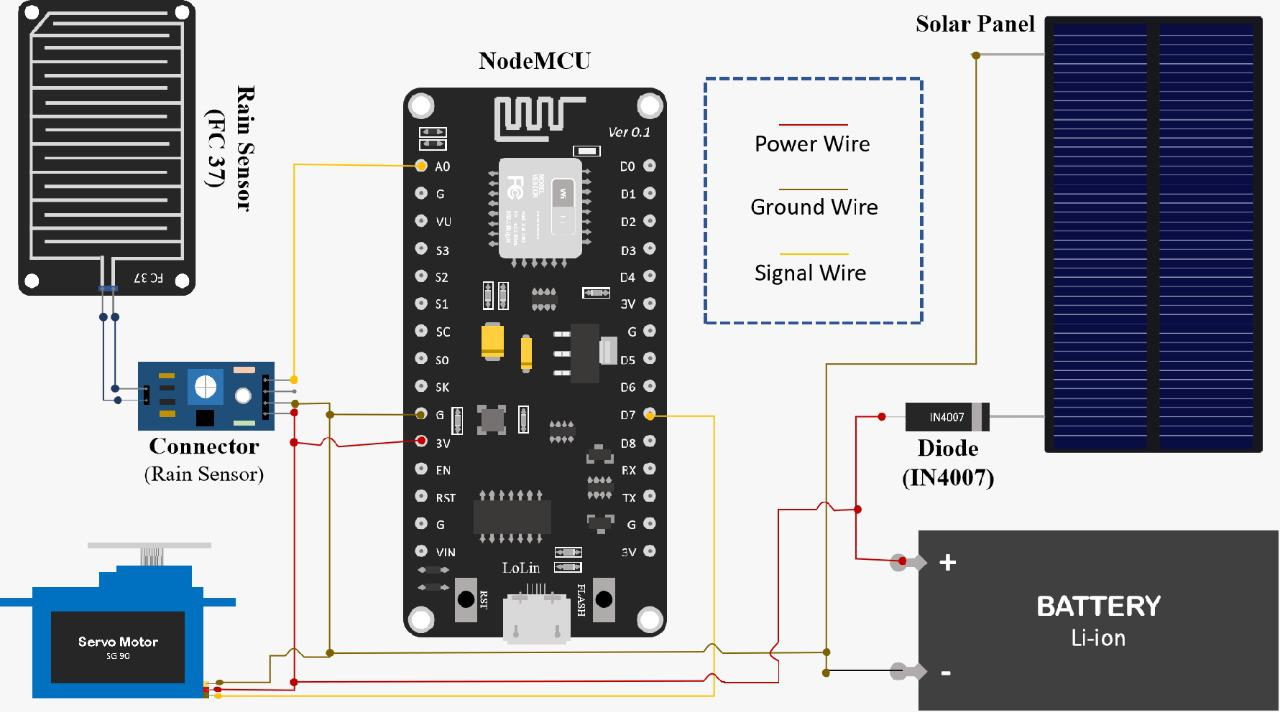 Solar Panel
NodeMCU
Rain Sensor
(FC 37)
FC 37
Power Wire
Ground Wire
Signal Wire
Ver 0.1
A0
G
VU
S3
S2
S1
SC
S0
SK
G
3V
EN
RST
G
VIN
D0
D1
D2
D3
D4
3V
G
D5
D6
D7
D8
RX
TX
G
3V
MODEL
FC
LoLin
RST
FLASH
Connector
(Rain Sensor)
IN4007
Diode
(IN4007)
Servo Motor
SG 90
+
BATTERY
Li-ion
-